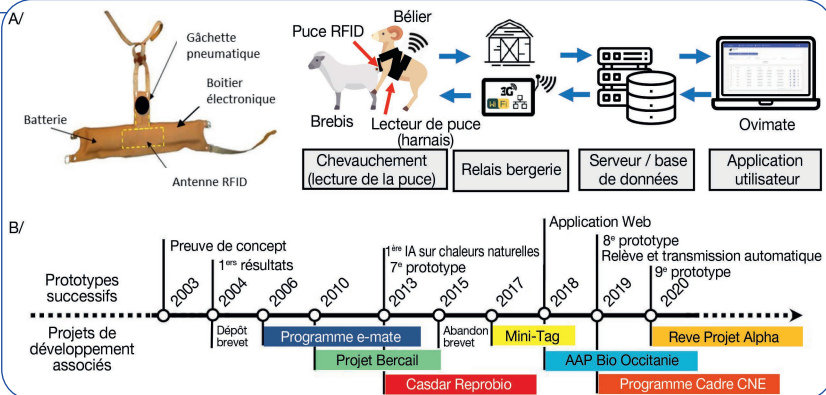 A/
Gâchette
pneumatique
Boitier
électronique
Batterie
Antenne RFID
Bélier
Puce RFID
Brebis
Lecteur de puce
(harnais)
3G
Wi Fi
Ovimate
Chevauchement
(lecture de la puce)
Relais bergerie
Serveur / base
de données
Application
utilisateur
B/
Prototypes
successifs
Projets de
développement
associés
Preuve de concept
1ers résultats
1ère IA sur chaleurs naturelles
7e prototype
Application Web
8e prototype
Relève et transmission automatique
9e prototype
2003
2004
2006
2010
2013
2015
2017
2018
2019
2020
Dépôt
brevet
Programme e-mate
Abandon
brevet
Mini-Tag
Reve Projet Alpha
Projet Bercail
AAP Bio Occitanie
Casdar Reprobio
Programme Cadre CNE